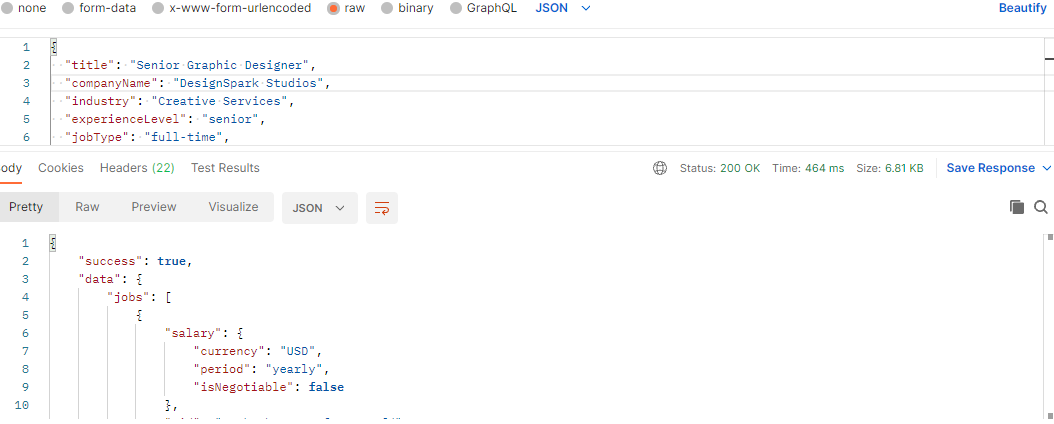 none form-data x-www-form-urlencoded raw binary GraphQL JSON Beautify
1 {
2 "title": "Senior Graphic Designer",
3 "companyName": "DesignSpark Studios",
4 "industry": "Creative Services",
5 "experienceLevel": "senior",
6 "jobType": "full-time",
ody Cookies Headers (22) Test Results Status: 200 OK Time: 464 ms Size: 6.81 KB Save Response
Pretty Raw Preview Visualize JSON
1 {
2 "success": true,
3 "data": {
4 "jobs": [
5 {
6 "salary": {
7 "currency": "USD",
8 "period": "yearly",
9 "isNegotiable": false
10 },